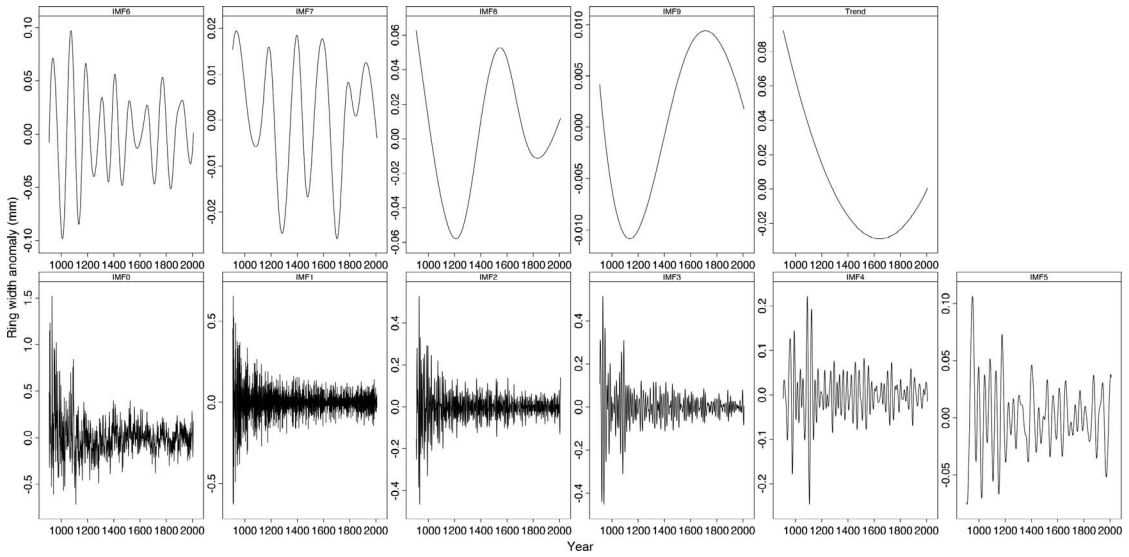 IMF6 IMF7 IMF8 IMF9 Trend
0.10 0.05 0.00 -0.05 -0.10
0.02 0.01 0.00 -0.01 -0.02
0.06 0.04 0.02 0.00 -0.02 -0.04 -0.06
0.010 0.005 0.000 -0.005 -0.010
0.08 0.06 0.04 0.02 0.00 -0.02
1000 1200 1400 1600 1800 2000 1000 1200 1400 1600 1800 2000 1000 1200 1400 1600 1800 2000 1000 1200 1400 1600 1800 2000 1000 1200 1400 1600 1800 2000
Ring width anomaly (mm)
IMF0 IMF1 IMF2 IMF3 IMF4 IMF5
1.5 1.0 0.5 0.0 -0.5
0.5 0.0 -0.5
0.4 0.2 0.0 -0.2 -0.4
0.4 0.2 0.0 -0.2 -0.4
0.2 0.1 0.0 -0.1 -0.2
0.10 0.05 0.00 -0.05
1000 1200 1400 1600 1800 2000 1000 1200 1400 1600 1800 2000 1000 1200 1400 1600 1800 2000 1000 1200 1400 1600 1800 2000 1000 1200 1400 1600 1800 2000 1000 1200 1400 1600 1800 2000
Year